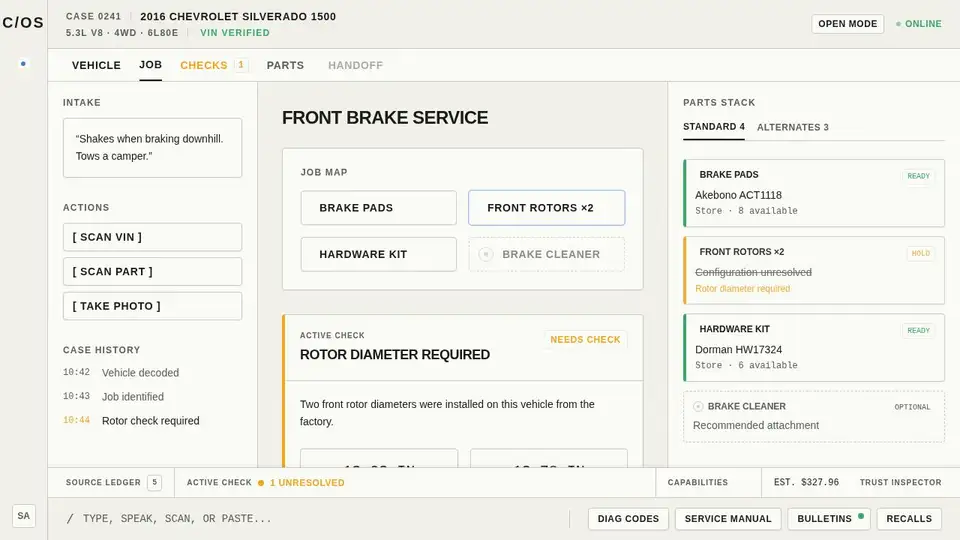 C/OS
CASE 0241
2016 CHEVROLET SILVERADO 1500
5.3L V8 · 4WD · 6L80E
VIN VERIFIED
OPEN MODE
ONLINE
VEHICLE
JOB
CHECKS 1
PARTS
HANDOFF
INTAKE
“Shakes when braking downhill.
Tows a camper.”
ACTIONS
[ SCAN VIN ]
[ SCAN PART ]
[ TAKE PHOTO ]
CASE HISTORY
10:42 Vehicle decoded
10:43 Job identified
10:44 Rotor check required
FRONT BRAKE SERVICE
JOB MAP
BRAKE PADS
FRONT ROTORS ×2
HARDWARE KIT
BRAKE CLEANER
ACTIVE CHECK
ROTOR DIAMETER REQUIRED
NEEDS CHECK
Two front rotor diameters were installed on this vehicle from the
factory.
PARTS STACK
STANDARD 4
ALTERNATES 3
BRAKE PADS
READY
Akebono ACT1118
Store · 8 available
FRONT ROTORS ×2
HOLD
Configuration unresolved
Rotor diameter required
HARDWARE KIT
READY
Dorman HW17324
Store · 6 available
BRAKE CLEANER
OPTIONAL
Recommended attachment
SOURCE LEDGER 5
ACTIVE CHECK
1 UNRESOLVED
CAPABILITIES
EST. $327.96
TRUST INSPECTOR
SA
/ TYPE, SPEAK, SCAN, OR PASTE...
DIAG CODES
SERVICE MANUAL
BULLETINS
RECALLS